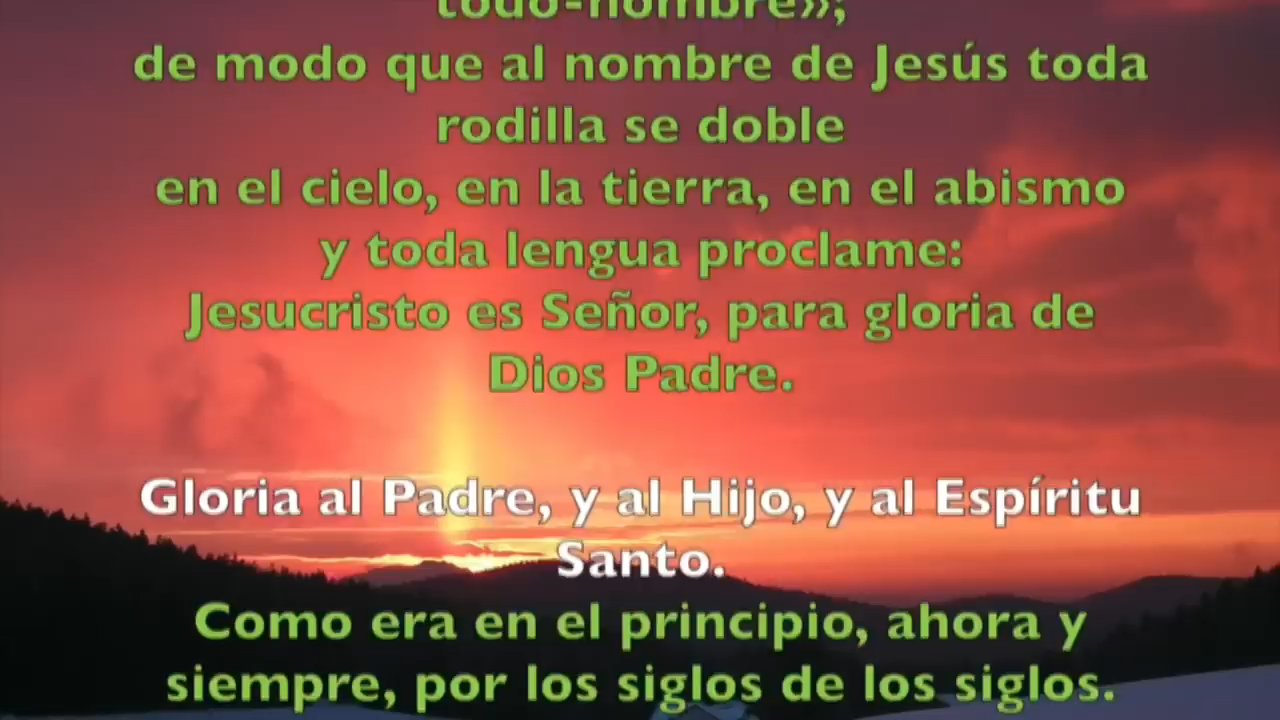 todo-nombre»;
de modo que al nombre de Jesús toda
rodilla se doble
en el cielo, en la tierra, en el abismo
y toda lengua proclame:
Jesucristo es Señor, para gloria de
Dios Padre.
Gloria al Padre, y al Hijo, y al Espíritu
Santo.
Como era en el principio, ahora y
siempre, por los siglos de los siglos.